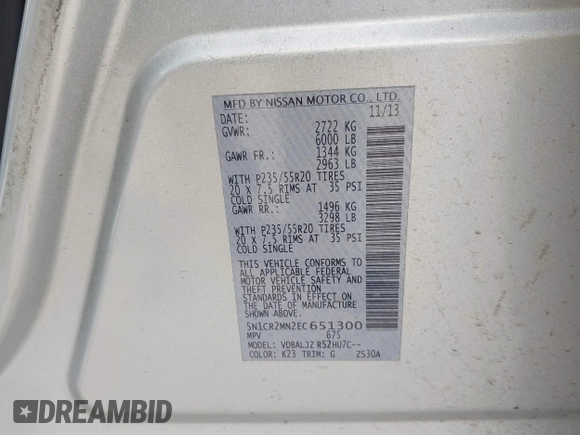 MFD BY NISSAN MOTOR CO., LTD.
DATE: 11/13
GVWR: 2722 KG
6000 LB
GAWR FR.: 1344 KG
2963 LB
WITH P235/55R20 TIRES
20 X 7.5 RIMS AT 35 PSI
COLD SINGLE
GAWR RR.: 1496 KG
3298 LB
WITH P235/55R20 TIRES
20 X 7.5 RIMS AT 35 PSI
COLD SINGLE
THIS VEHICLE CONFORMS TO
ALL APPLICABLE FEDERAL
MOTOR VEHICLE SAFETY AND
THEFT PREVENTION
STANDARDS IN EFFECT ON
THE DATE OF MANUFACTURE
SHOWN ABOVE.
5N1CR2MN2EC651300
MPV 675
MODEL: VDBALJZ R52HU7C--
COLOR: K23 TRIM: G ZS30A
DREAMBID